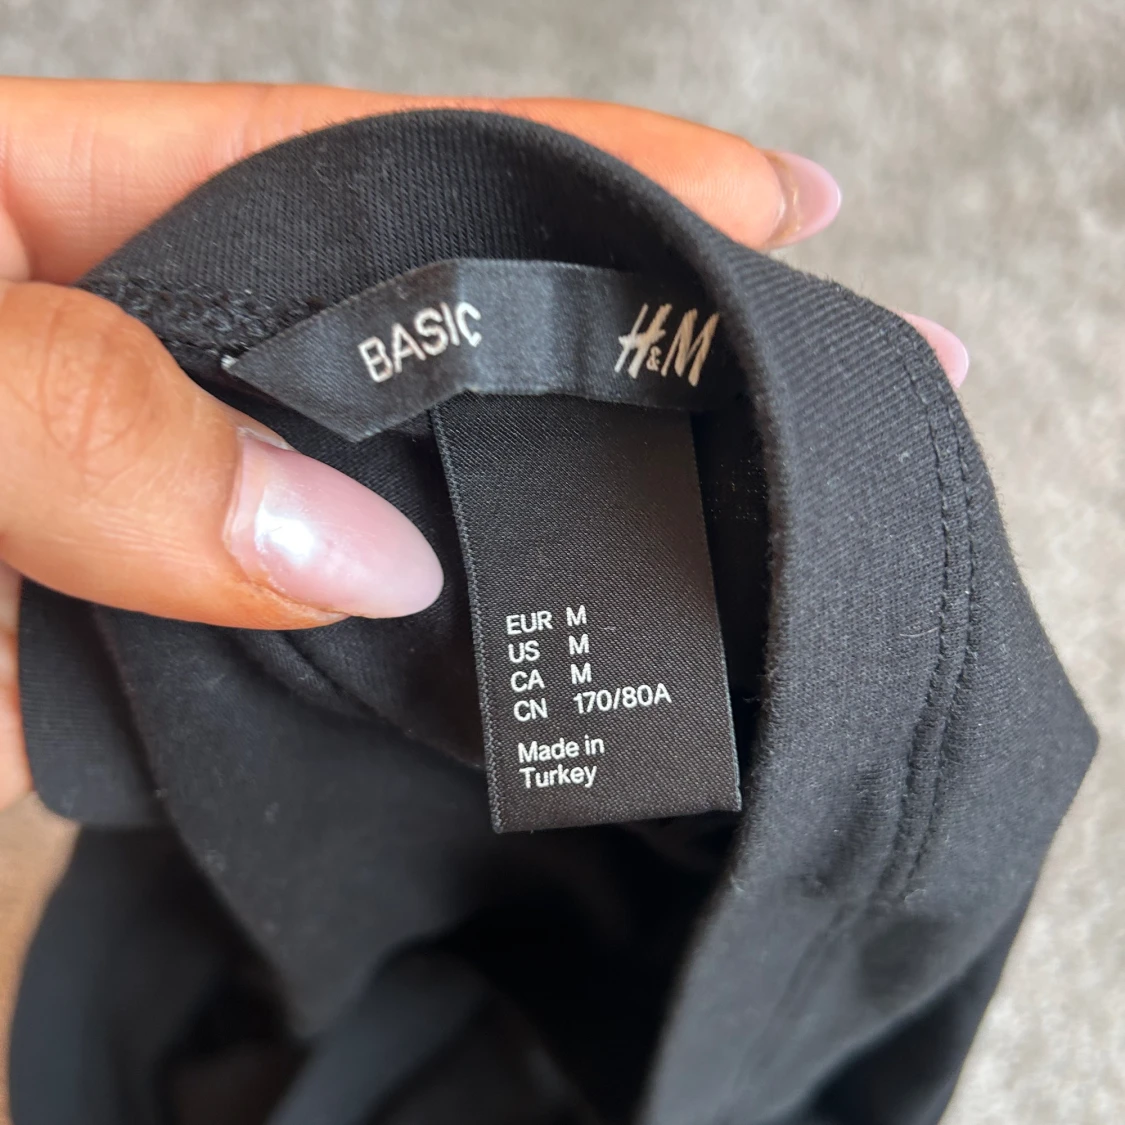 BASIC H&M
EUR M
US M
CA M
CN 170/80A
Made in
Turkey